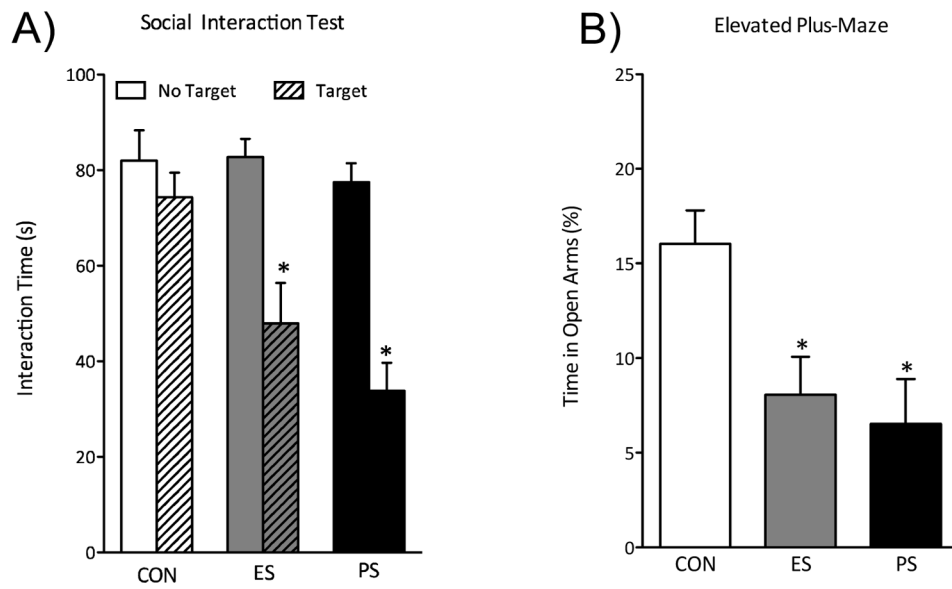 A)
Social Interaction Test
No Target
Target
Interaction Time (s)
100
80
60
40
20
0
*
*
CON ES PS
B)
Elevated Plus-Maze
Time in Open Arms (%)
25
20
15
10
5
0
*
*
CON ES PS